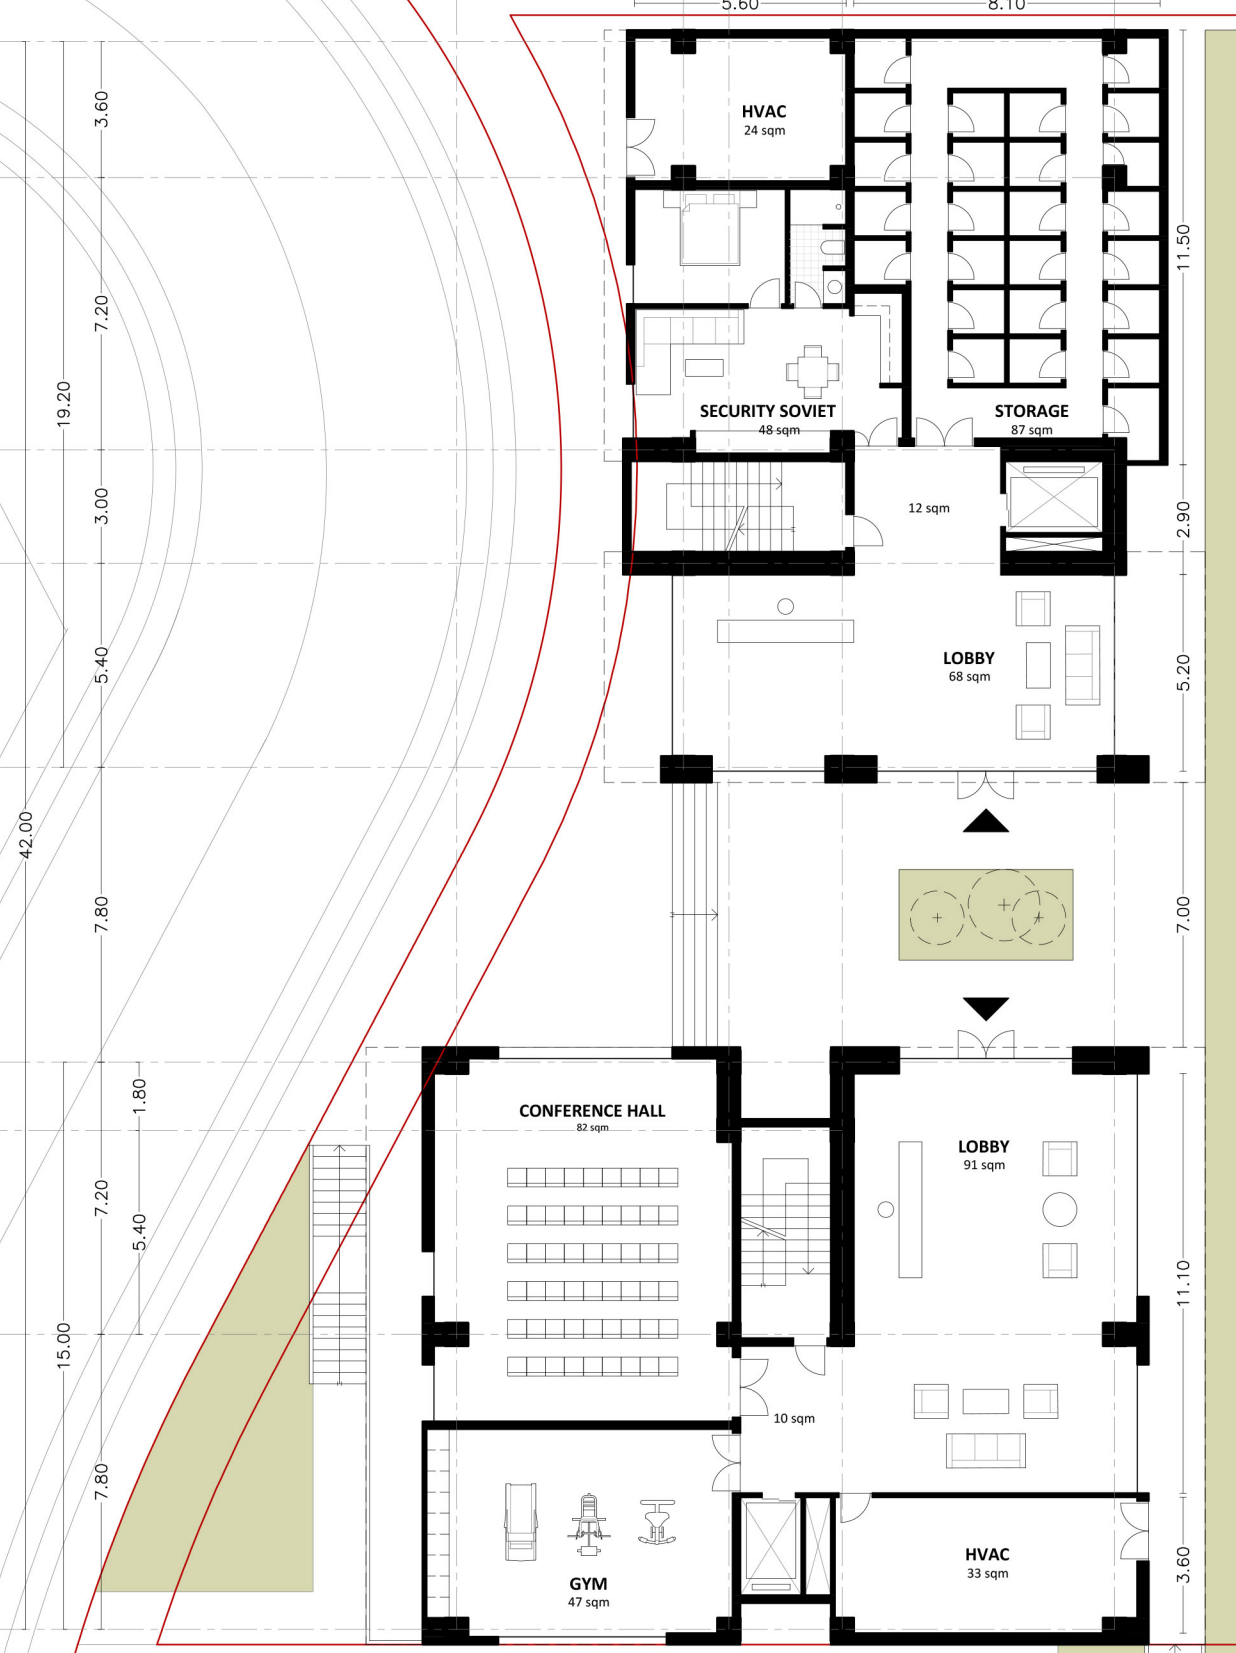 5.60
8.10
3.60
HVAC
24 sqm
11.50
7.20
19.20
SECURITY SOVIET
48 sqm
STORAGE
87 sqm
3.00
12 sqm
2.90
5.40
LOBBY
68 sqm
5.20
42.00
7.80
7.00
1.80
CONFERENCE HALL
82 sqm
LOBBY
91 sqm
7.20
5.40
11.10
15.00
10 sqm
7.80
HVAC
33 sqm
3.60
GYM
47 sqm